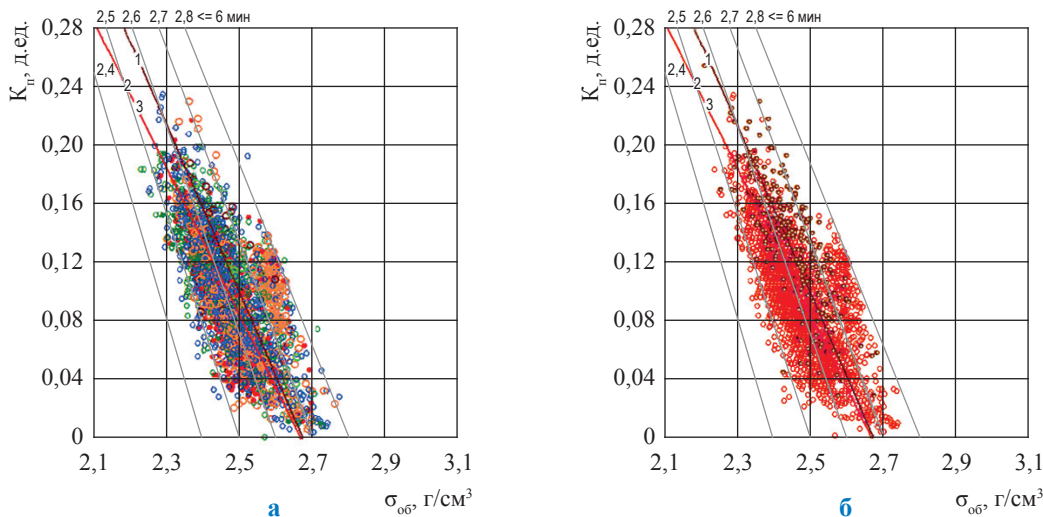 2,5 2,6 2,7 2,8 <= 6 мин
0,28
2,4
1
2
3
0,24
0,20
0,16
0,12
0,08
0,04
0
Kп, д.ед.
2,1 2,3 2,5 2,7 2,9 3,1
σоб, г/см³
а
2,5 2,6 2,7 2,8 <= 6 мин
0,28
2,4
1
2
3
0,24
0,20
0,16
0,12
0,08
0,04
0
Kп, д.ед.
2,1 2,3 2,5 2,7 2,9 3,1
σоб, г/см³
б